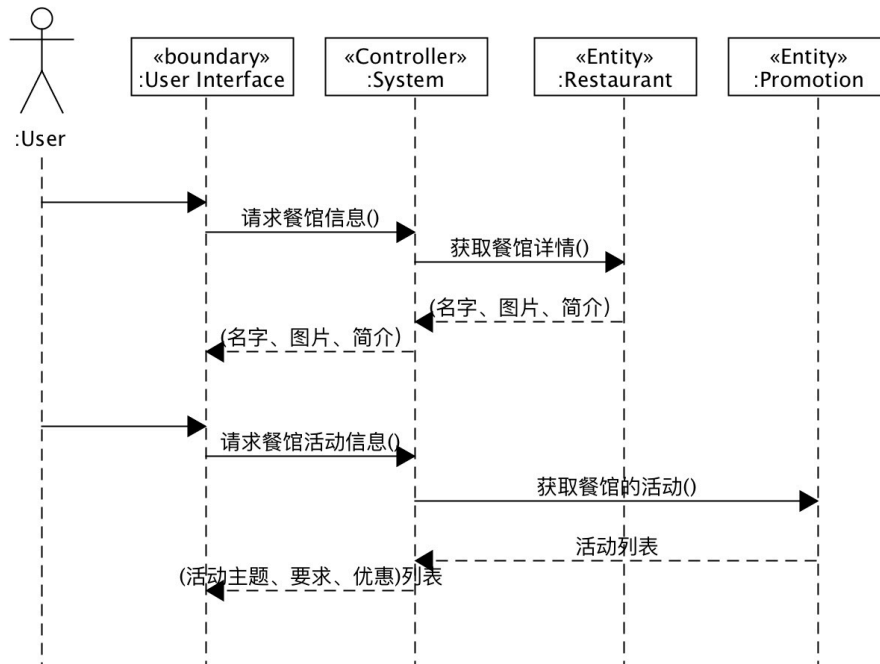 «boundary»
:User Interface
«Controller»
:System
«Entity»
:Restaurant
«Entity»
:Promotion
:User
请求餐馆信息()
获取餐馆详情()
(名字、图片、简介）
(名字、图片、简介）
请求餐馆活动信息()
获取餐馆的活动()
活动列表
(活动主题、要求、优惠)列表